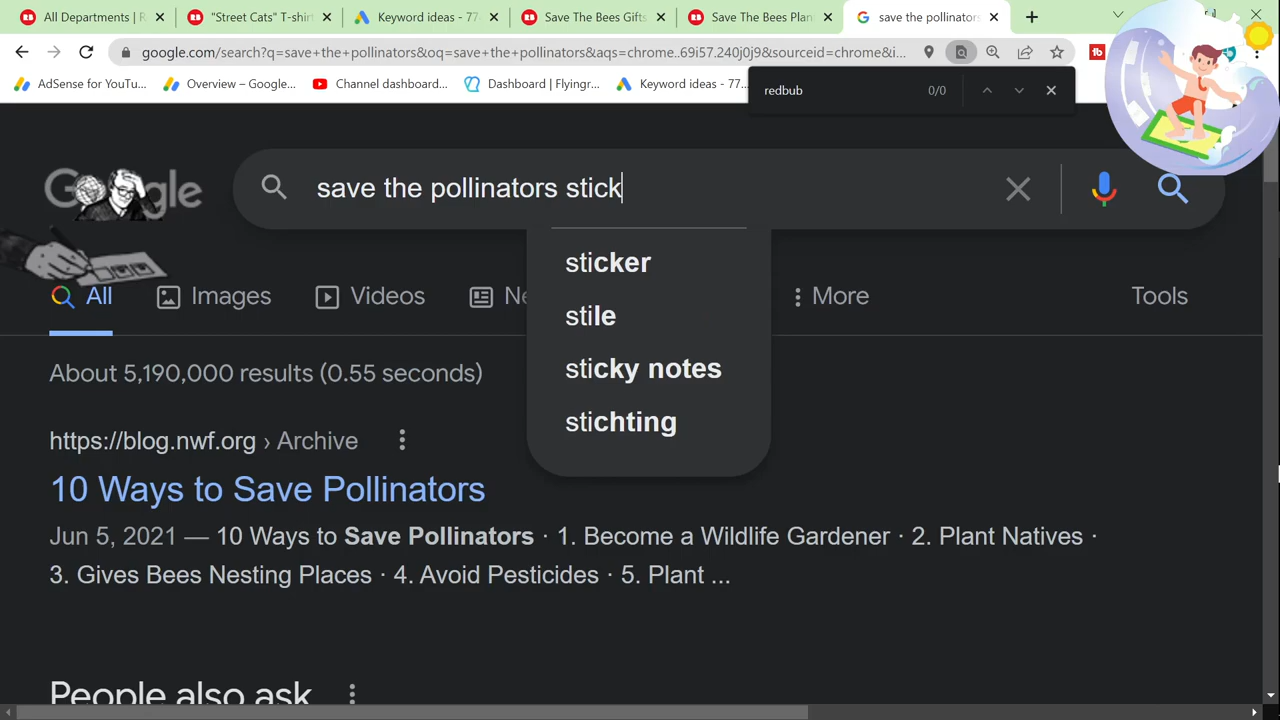 All Departments | R
"Street Cats" T-shirt
Keyword ideas - 77
Save The Bees Gifts
Save The Bees Plan
save the pollinators
google.com/search?q=save+the+pollinators&oq=save+the+pollinators&aqs=chrome..69i57.240j0j9&sourceid=chrome&i...
AdSense for YouTu...
Overview – Google...
Channel dashboard...
Dashboard | Flyingr...
Keyword ideas - 77...
redbub
0/0
Google
save the pollinators stick
sticker
stile
sticky notes
stichting
All
Images
Videos
Ne
More
Tools
About 5,190,000 results (0.55 seconds)
https://blog.nwf.org › Archive
10 Ways to Save Pollinators
Jun 5, 2021 — 10 Ways to Save Pollinators · 1. Become a Wildlife Gardener · 2. Plant Natives ·
3. Gives Bees Nesting Places · 4. Avoid Pesticides · 5. Plant ...
People also ask